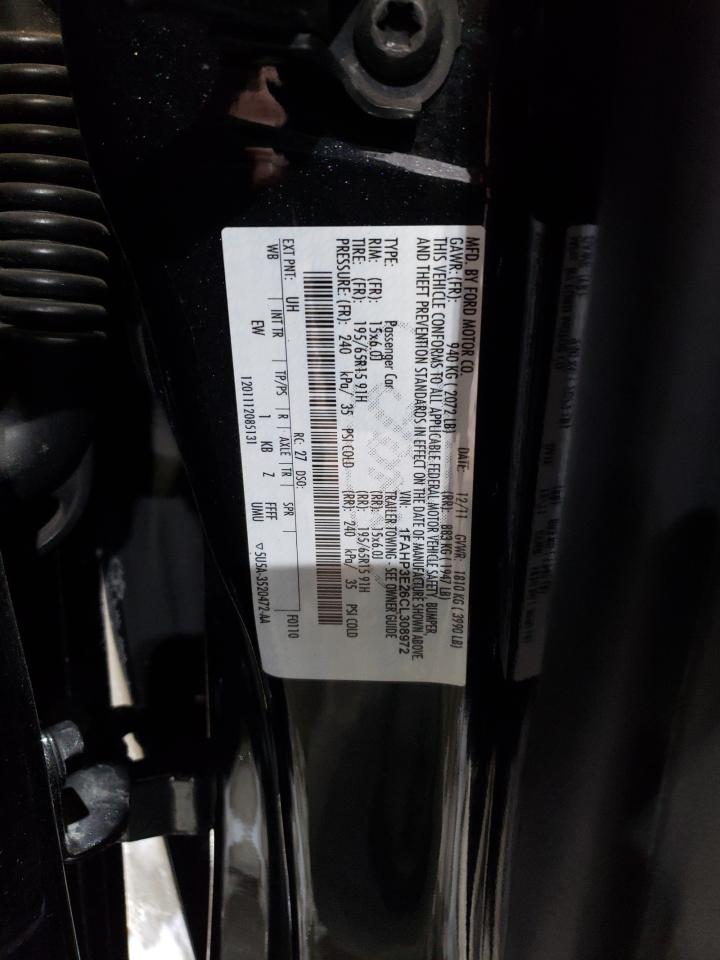 MFD. BY FORD MOTOR CO.
DATE: 12/11 GVWR: 1810 KG ( 3990 LB)
GAWR: (FR): 940 KG ( 2072 LB) (RR): 883 KG ( 1947 LB)
THIS VEHICLE CONFORMS TO ALL APPLICABLE FEDERAL MOTOR VEHICLE SAFETY, BUMPER,
AND THEFT PREVENTION STANDARDS IN EFFECT ON THE DATE OF MANUFACTURE SHOWN ABOVE.
VIN: 1FAHP3E26CL308972
TYPE: Passenger Car TRAILER TOWING - SEE OWNER GUIDE
RIM: (FR): 15x6.0J (RR): 15x6.0J
TIRE: (FR): 195/65R15 91H (RR): 195/65R15 91H
PRESSURE: (FR): 240 kPa/ 35 PSI COLD (RR): 240 kPa/ 35 PSI COLD
F0110
EXT PNT: UH RC: 27 DSO:
WB INT TR TP/PS R AXLE TR SPR
EW 1 KB Z FFFF
UMU
1201112085131 ▽5U5A-3520472-AA